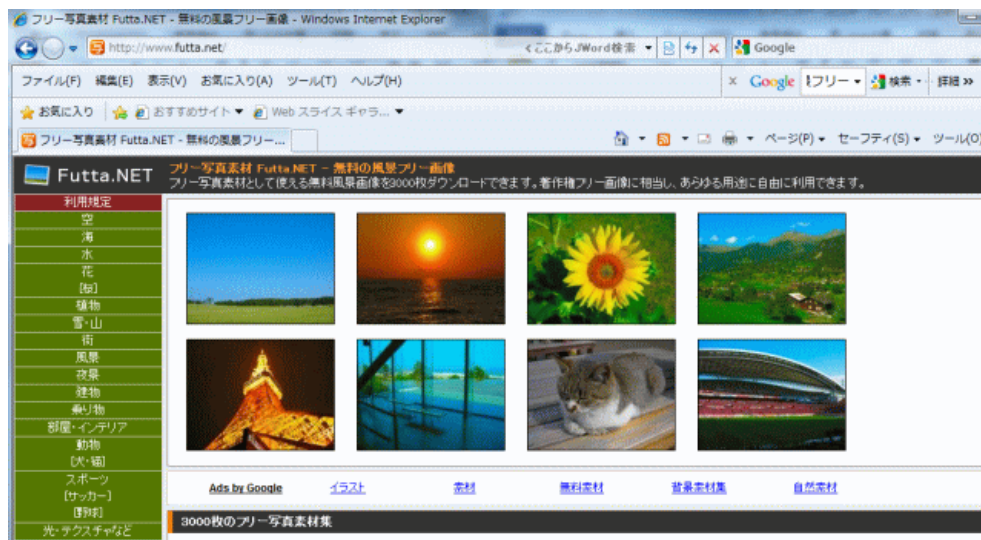 フリー写真素材 Futta.NET - 無料の風景フリー画像 - Windows Internet Explorer
http://www.futta.net/
<ここからJWord検索
Google
ファイル(F) 編集(E) 表示(V) お気に入り(A) ツール(T) ヘルプ(H)
× Google フリー 検索 詳細 »
お気に入り おすすめサイト ▼ Web スライス ギャラ... ▼
フリー写真素材 Futta.NET - 無料の風景フリー...
ページ(P) セーフティ(S) ツール(O)
Futta.NET
フリー写真素材 Futta.NET - 無料の風景フリー画像
フリー写真素材として使える無料風景画像を3000枚ダウンロードできます。著作権フリー画像に相当し、あらゆる用途に自由に利用できます。
利用規定
空
海
水
花
[桜]
植物
雪・山
街
風景
夜景
建物
乗り物
部屋・インテリア
動物
[犬・猫]
スポーツ
[サッカー]
[野球]
光・テクスチャなど
Ads by Google イラスト 素材 無料素材 背景素材集 自然素材
3000枚のフリー写真素材集